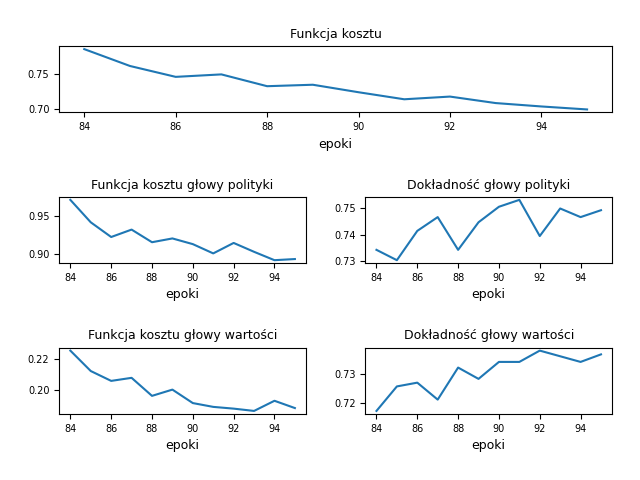 Funkcja kosztu
0.75
0.70
84 86 88 90 92 94
epoki
Funkcja kosztu głowy polityki
0.95
0.90
84 86 88 90 92 94
epoki
Dokładność głowy polityki
0.75
0.74
0.73
84 86 88 90 92 94
epoki
Funkcja kosztu głowy wartości
0.22
0.20
84 86 88 90 92 94
epoki
Dokładność głowy wartości
0.73
0.72
84 86 88 90 92 94
epoki